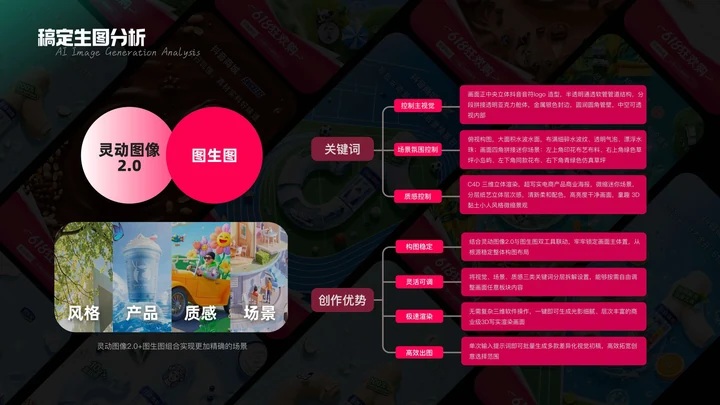 稿定生图分析
AI Image Generation Analysis
灵动图像
2.0
图生图
风格
产品
质感
场景
灵动图像2.0+图生图组合实现更加精确的场景
关键词
控制主视觉
画面正中央立体抖音音符logo 造型，半透明通透软管管道结构，分
段拼接透明亚克力舱体，金属银色封边，圆润圆角管壁，中空可透
视内部
场景氛围控制
俯视构图，大面积水波水面，布满细碎水波纹、透明气泡、漂浮水
珠；画面四角拼接迷你场景：左上角印花布艺布料、右上角绿色草
坪小岛屿、左下角同款花布、右下角青绿色仿真草坪
质感控制
C4D 三维立体渲染，超写实电商产品商业海报，微缩迷你场景，
分层纸艺立体层次感，清新柔和配色，高亮度干净画面，童趣 3D
黏土小人风格微缩景观
创作优势
构图稳定
结合灵动图像2.0与图生图双工具联动，牢牢锁定画面主体置，从
根源稳定整体构图布局
灵活可调
将视觉、场景、质感三类关键词分层拆解设置，能够按需自由调
整画面任意板块内容
极速渲染
无需复杂三维软件操作，一键即可生成光影细腻、层次丰富的商
业级3D写实渲染画面
高效出图
单次输入提示词即可批量生成多款差异化视觉初稿，高效拓宽创
意选择范围